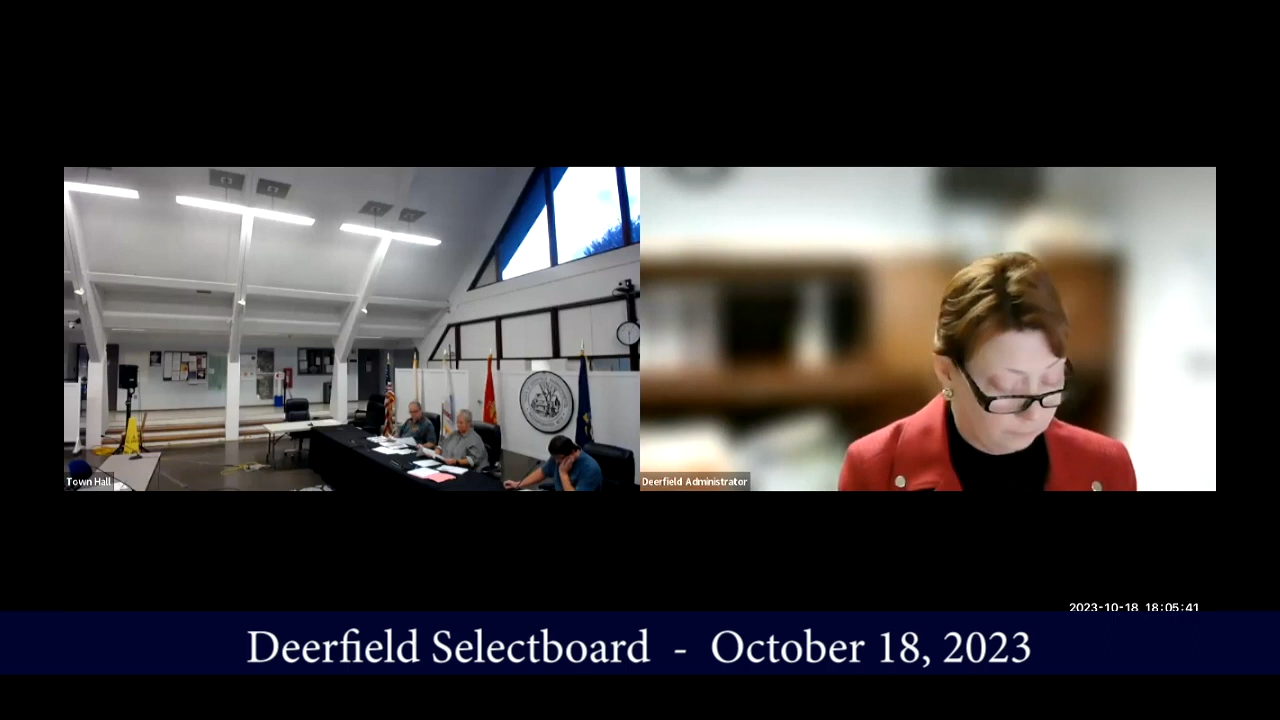 Town Hall
Deerfield Administrator
2023-10-18 18:05:41
Deerfield Selectboard - October 18, 2023